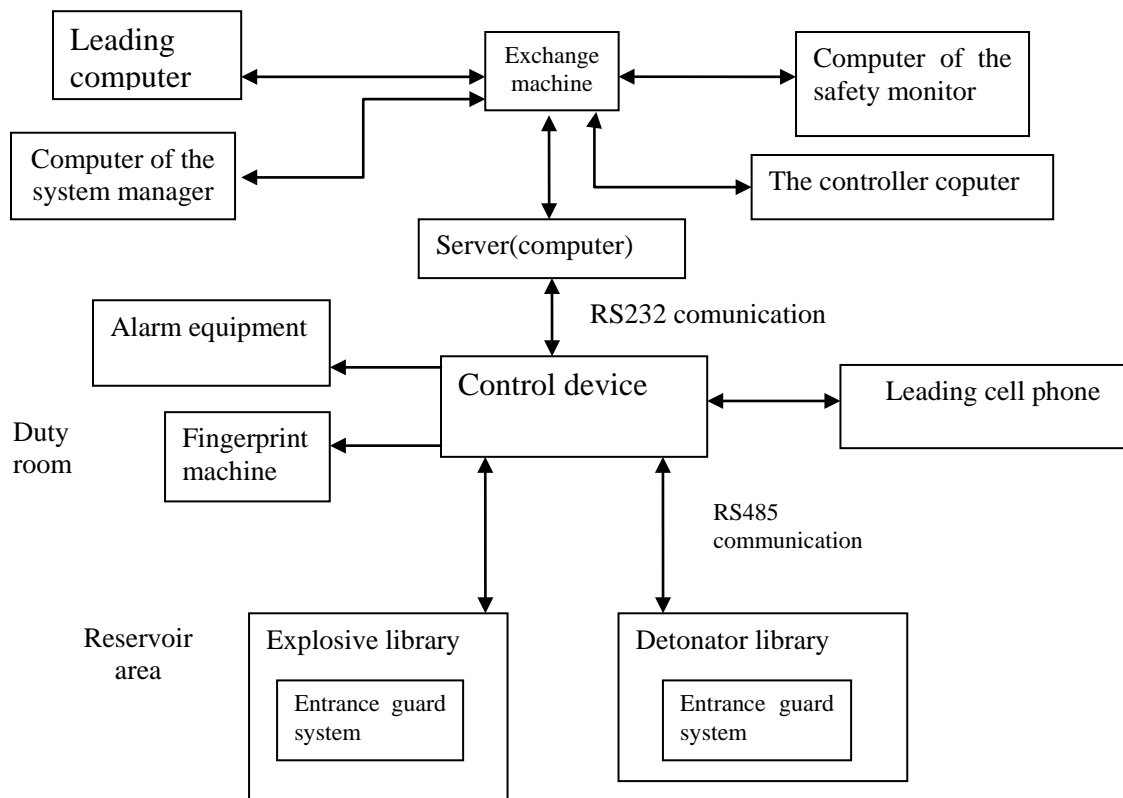 Leading
computer
Exchange
machine
Computer of the
safety monitor
Computer of the
system manager
The controller coputer
Server(computer)
RS232 comunication
Alarm equipment
Control device
Leading cell phone
Duty
room
Fingerprint
machine
RS485
communication
Reservoir
area
Explosive library
Entrance guard
system
Detonator library
Entrance guard
system